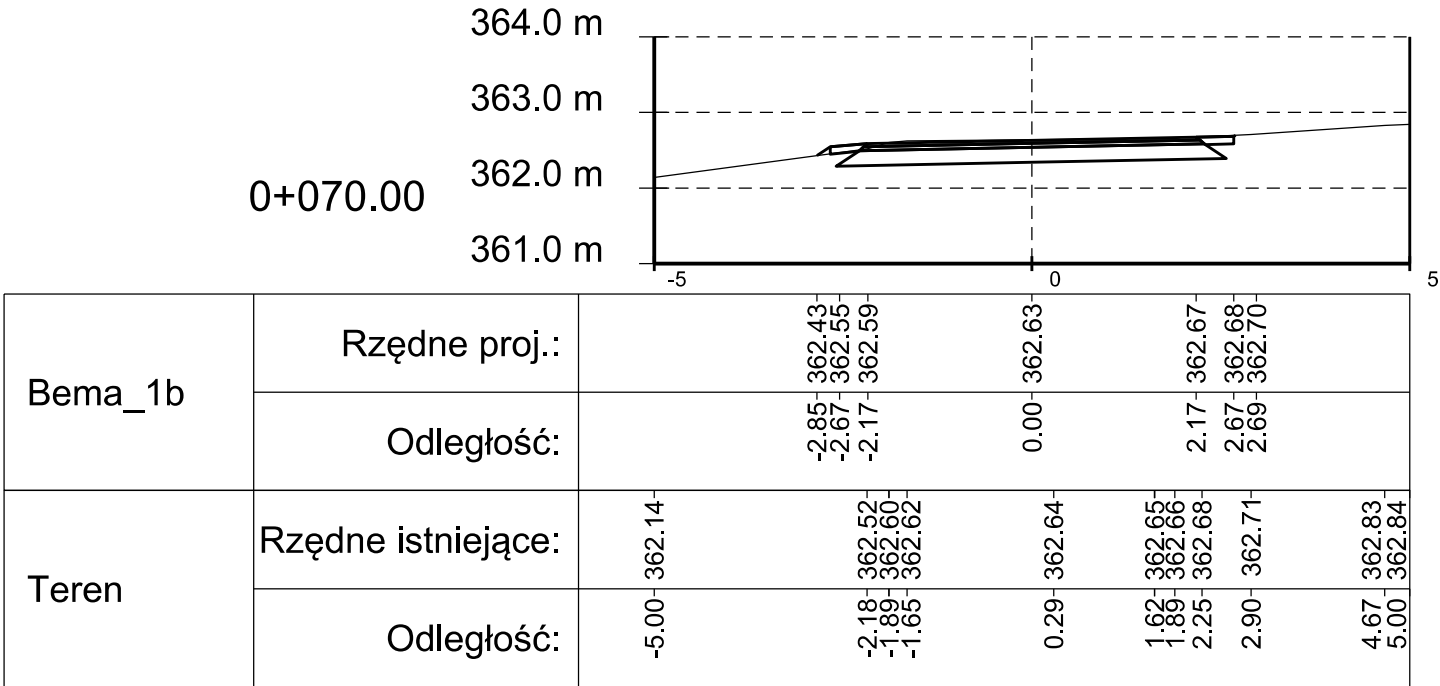 364.0 m
363.0 m
362.0 m
0+070.00
361.0 m
-5 0 5
Bema_1b
Rzędne proj.: 362.43 362.55 362.59 362.63 362.67 362.68 362.70
Odległość: -2.85 -2.67 -2.17 0.00 2.17 2.67 2.69
Teren
Rzędne istniejące: 362.14 362.52 362.60 362.62 362.64 362.65 362.66 362.68 362.71 362.83 362.84
Odległość: -5.00 -2.18 -1.89 -1.65 0.29 1.62 1.89 2.25 2.90 4.67 5.00